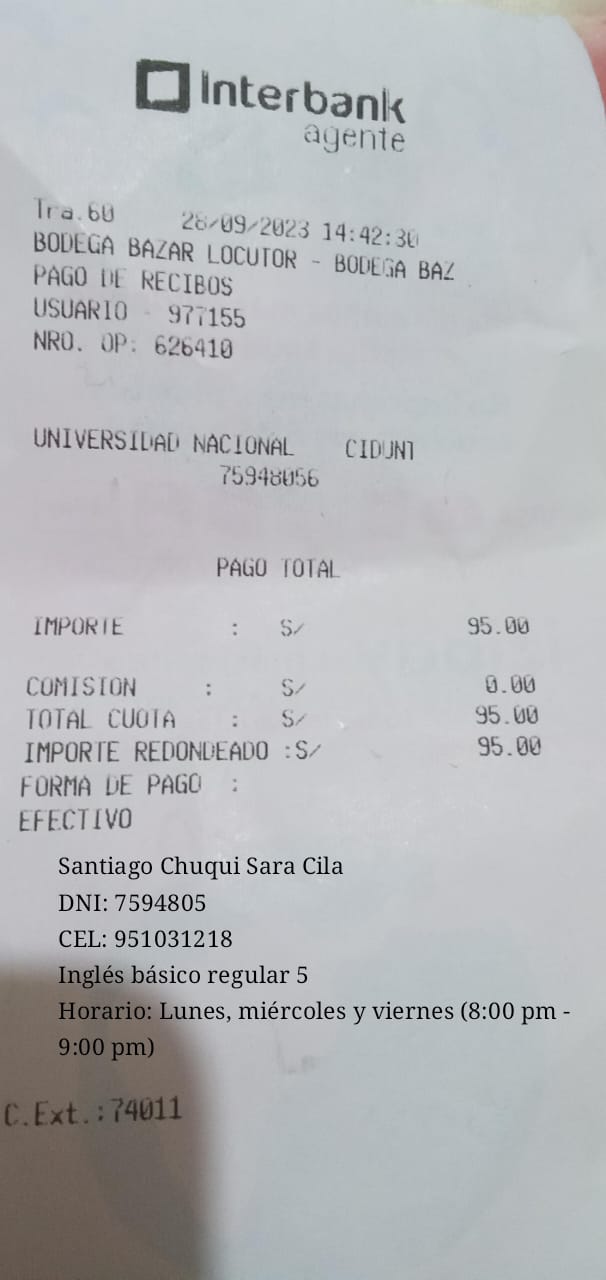 Interbank
agente
Tra.60 28/09/2023 14:42:30
BODEGA BAZAR LOCUTOR - BODEGA BAZ
PAGO DE RECIBOS
USUARIO - 977155
NRO. OP: 626410
UNIVERSIDAD NACIONAL CIDUNT
75948056
PAGO TOTAL
IMPORTE : S/ 95.00
COMISION : S/ 0.00
TOTAL CUOTA : S/ 95.00
IMPORTE REDONDEADO :S/ 95.00
FORMA DE PAGO :
EFECTIVO
Santiago Chuqui Sara Cila
DNI: 7594805
CEL: 951031218
Inglés básico regular 5
Horario: Lunes, miércoles y viernes (8:00 pm -
9:00 pm)
C.Ext.:74011